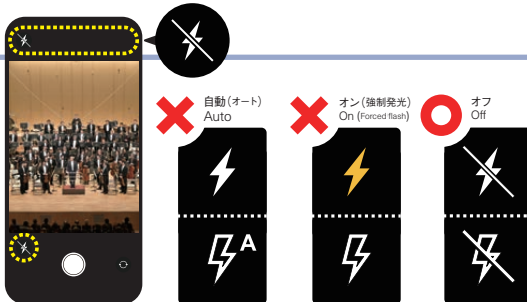 自動(オート)
Auto
オン(強制発光)
On (Forced flash)
オフ
Off
A